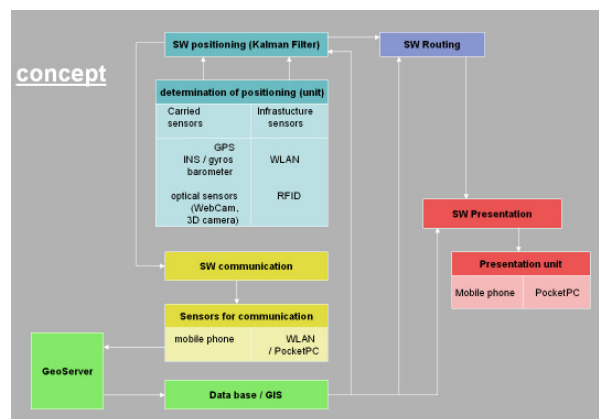 concept
SW positioning (Kalman Filter)
SW Routing
determination of positioning (unit)
Carried
sensors
Infrastucture
sensors
GPS
INS / gyros
barometer
WLAN
optical sensors
(WebCam,
3D camera)
RFID
SW Presentation
Presentation unit
Mobile phone
PocketPC
SW communication
Sensors for communication
mobile phone
WLAN
/ PocketPC
GeoServer
Data base / GIS